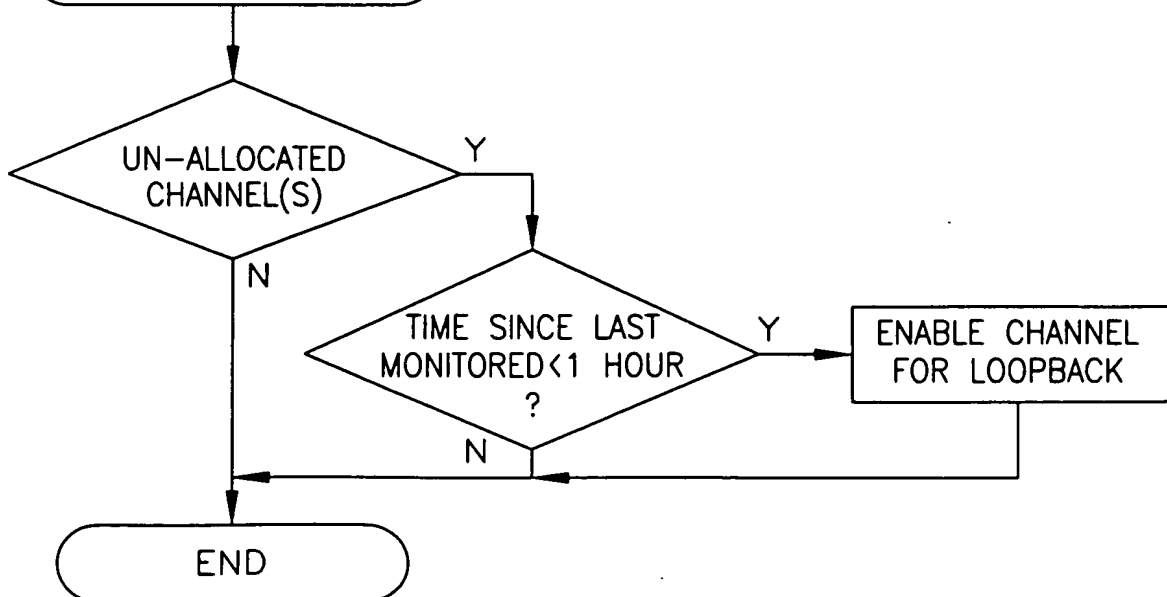 UN-ALLOCATED
CHANNEL(S)
Y
N
TIME SINCE LAST
MONITORED<1 HOUR
?
Y
N
ENABLE CHANNEL
FOR LOOPBACK
END